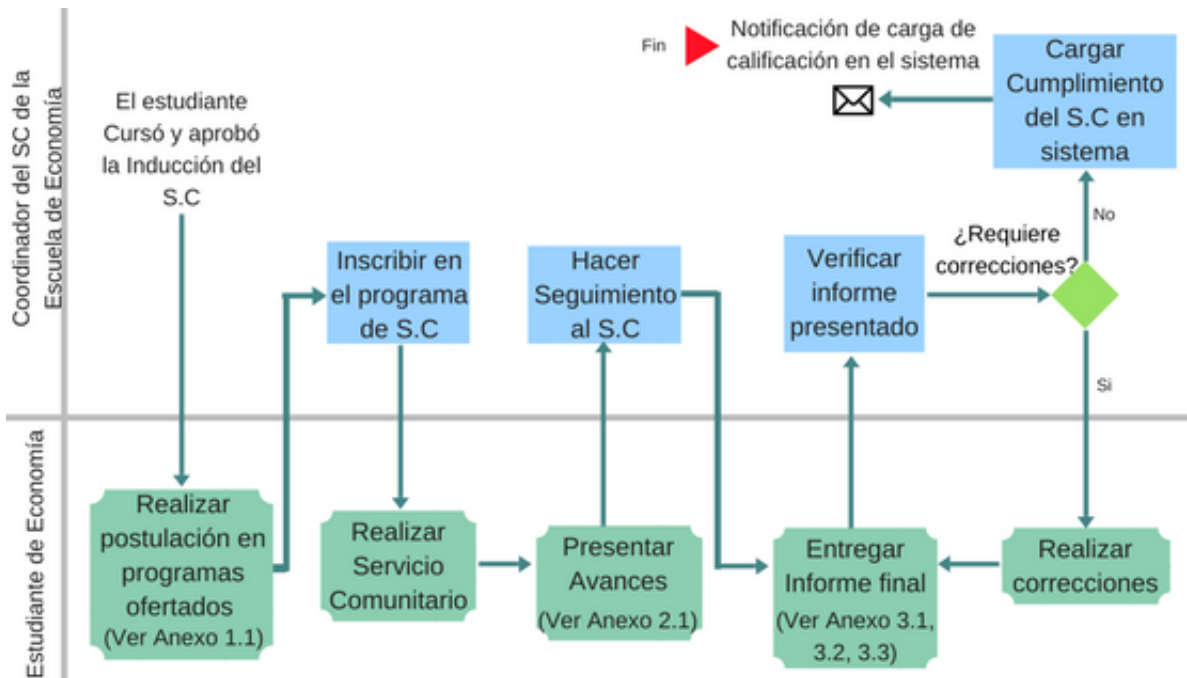 Coordinador del SC de la
Escuela de Economía
El estudiante
Cursó y aprobó
la Inducción del
S.C
Fin
Notificación de carga de
calificación en el sistema
Cargar
Cumplimiento
del S.C en
sistema
No
Inscribir en
el programa
de S.C
Hacer
Seguimiento
al S.C
Verificar
informe
presentado
¿Requiere
correcciones?
Si
Estudiante de Economía
Realizar
postulación en
programas
ofertados
(Ver Anexo 1.1)
Realizar
Servicio
Comunitario
Presentar
Avances
(Ver Anexo 2.1)
Entregar
Informe final
(Ver Anexo 3.1,
3.2, 3.3)
Realizar
correcciones